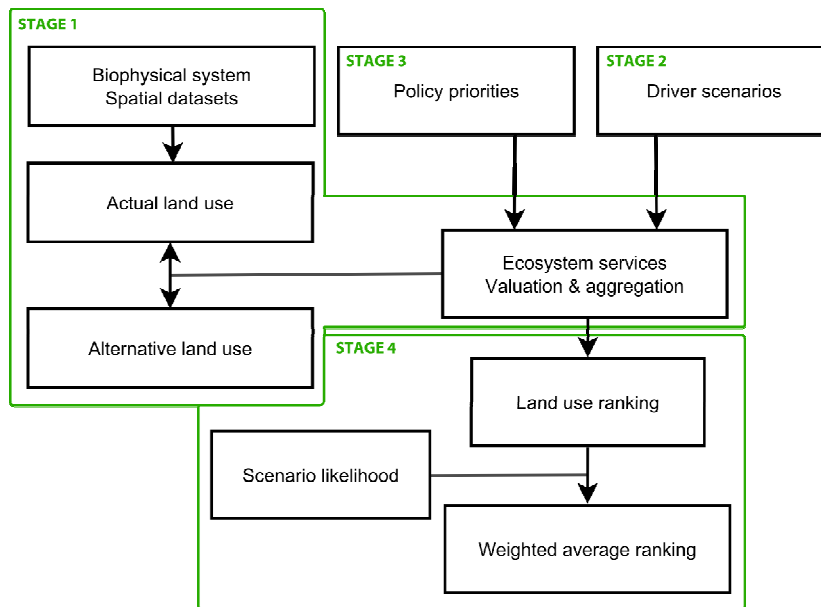 STAGE 1
Biophysical system
Spatial datasets
Actual land use
Alternative land use
STAGE 3
Policy priorities
STAGE 2
Driver scenarios
Ecosystem services
Valuation & aggregation
STAGE 4
Land use ranking
Scenario likelihood
Weighted average ranking